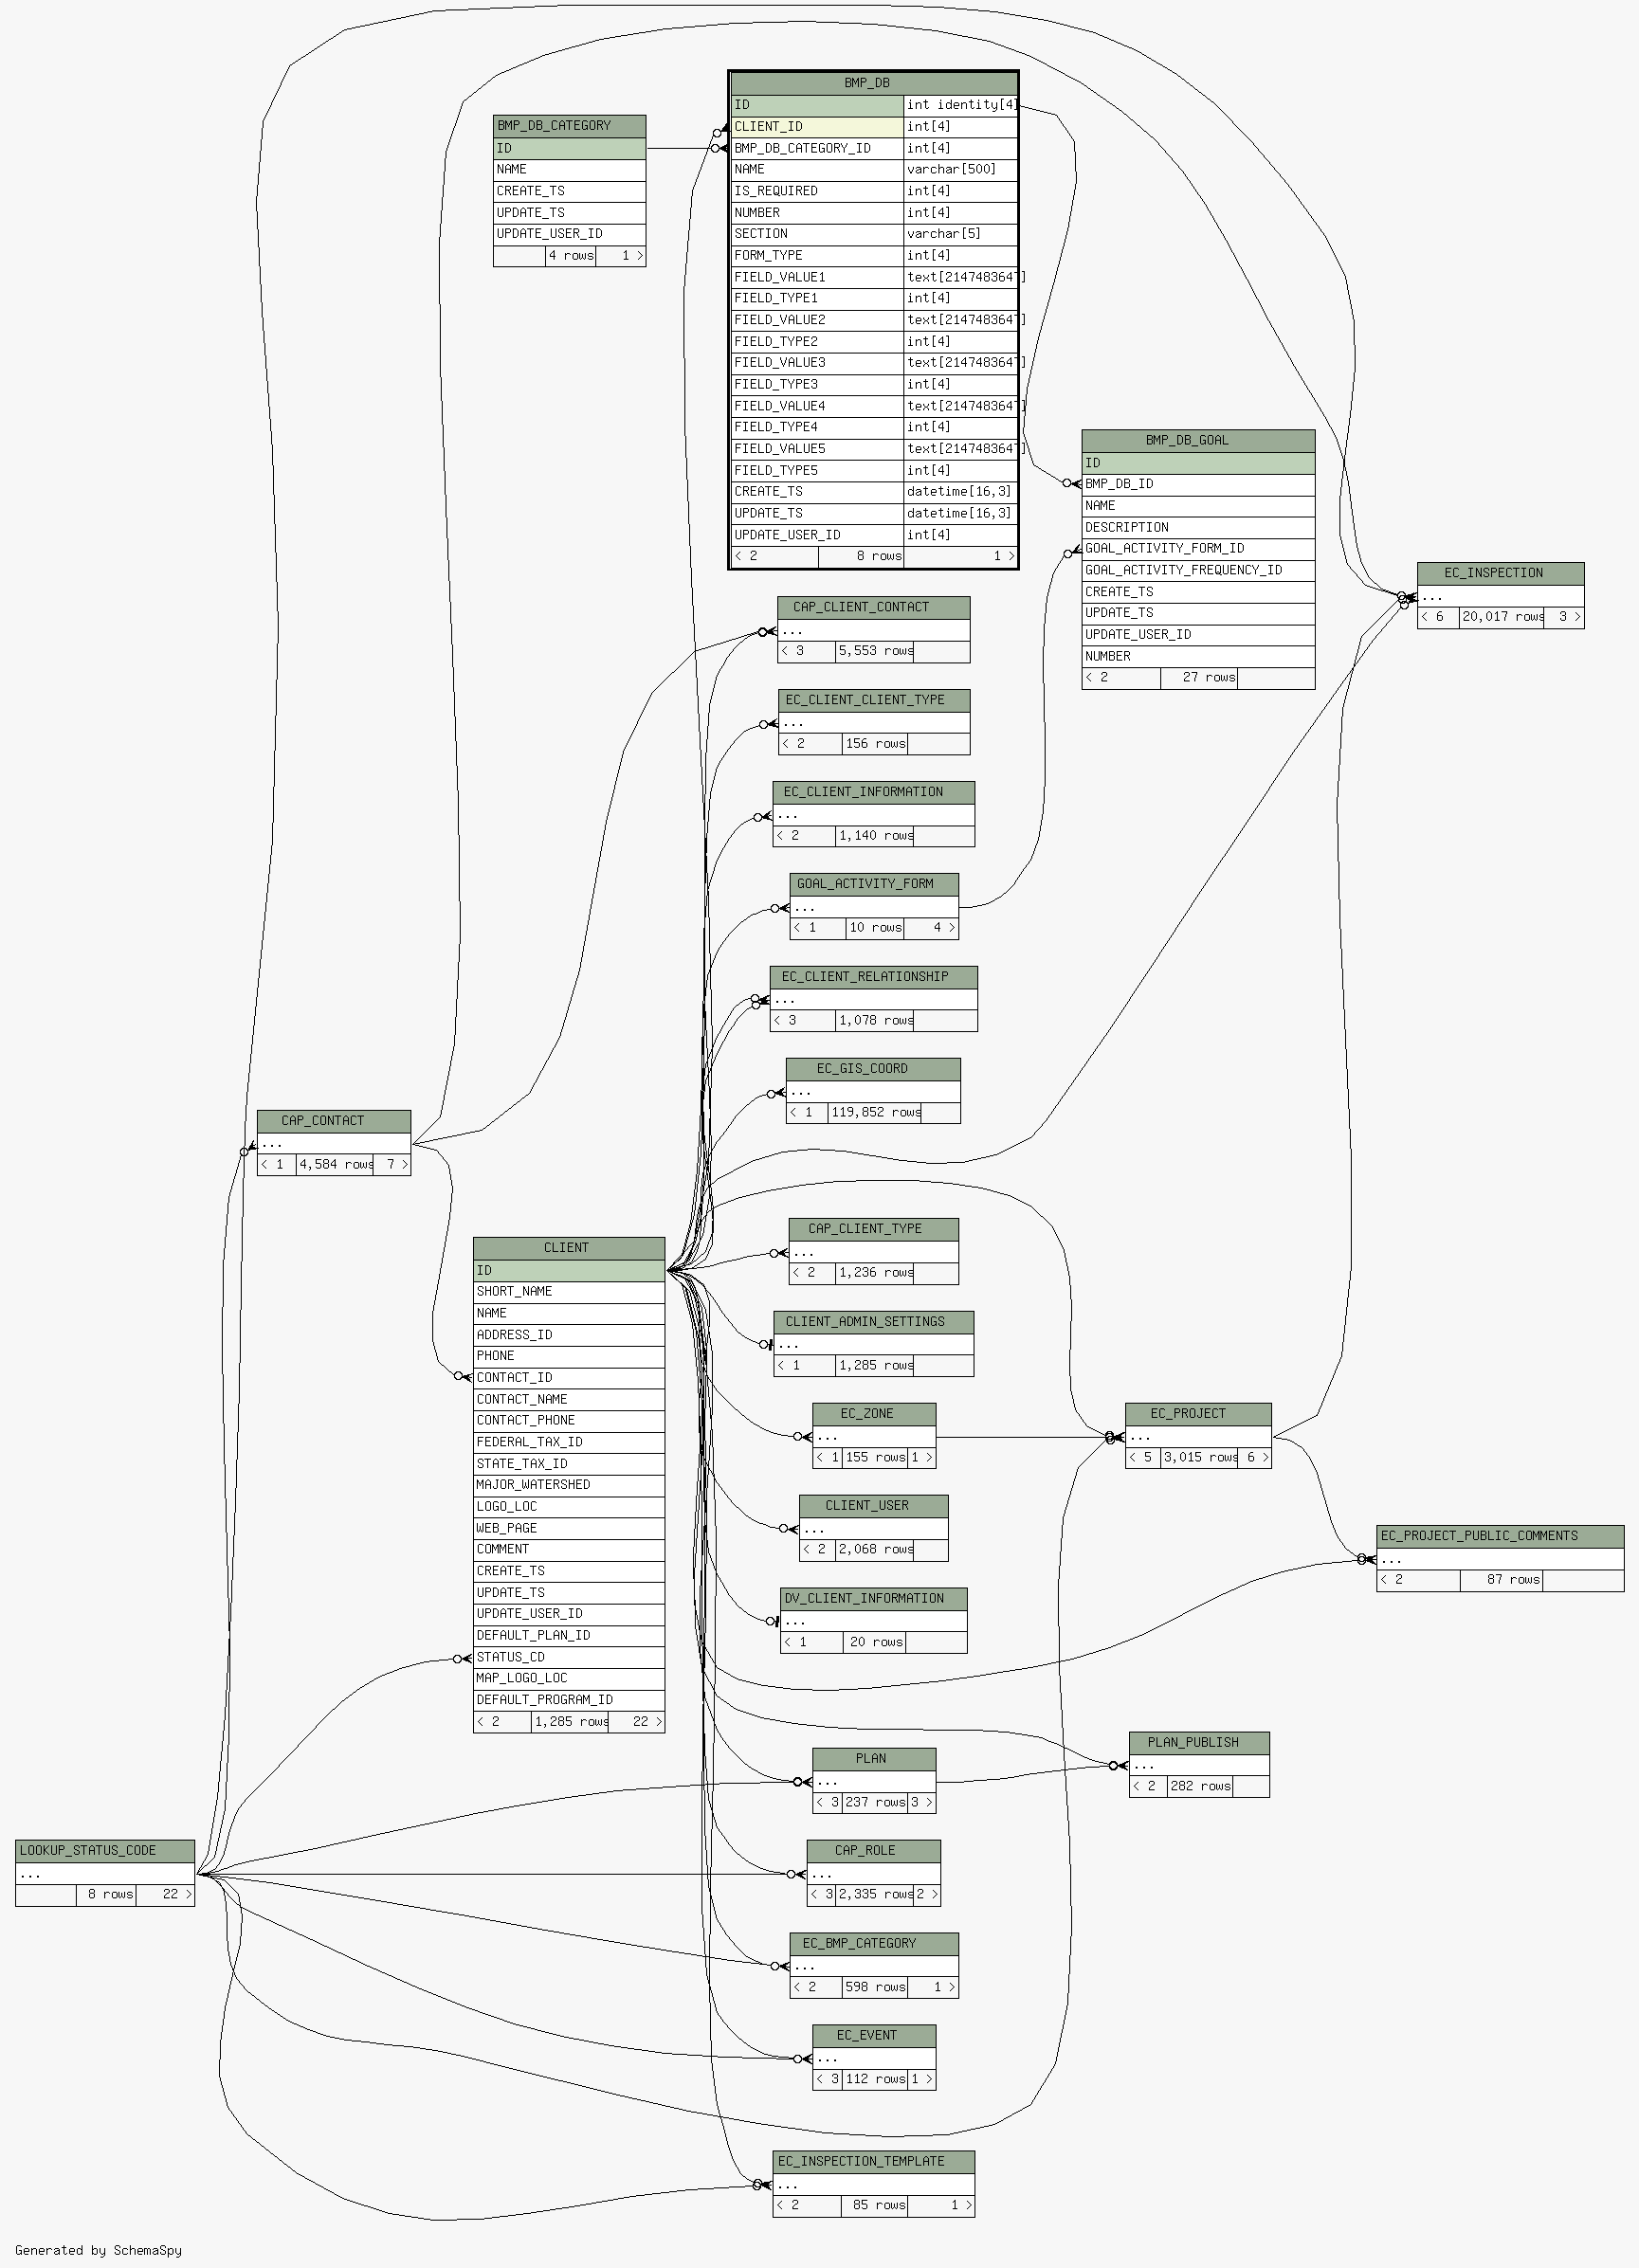 BMP_DB
ID int identity[4]
CLIENT_ID int[4]
BMP_DB_CATEGORY_ID int[4]
NAME varchar[500]
IS_REQUIRED int[4]
NUMBER int[4]
SECTION varchar[5]
FORM_TYPE int[4]
FIELD_VALUE1 text[2147483647]
FIELD_TYPE1 int[4]
FIELD_VALUE2 text[2147483647]
FIELD_TYPE2 int[4]
FIELD_VALUE3 text[2147483647]
FIELD_TYPE3 int[4]
FIELD_VALUE4 text[2147483647]
FIELD_TYPE4 int[4]
FIELD_VALUE5 text[2147483647]
FIELD_TYPE5 int[4]
CREATE_TS datetime[16,3]
UPDATE_TS datetime[16,3]
UPDATE_USER_ID int[4]
< 2 8 rows 1 >
BMP_DB_CATEGORY
ID
NAME
CREATE_TS
UPDATE_TS
UPDATE_USER_ID
4 rows 1 >
BMP_DB_GOAL
ID
BMP_DB_ID
NAME
DESCRIPTION
GOAL_ACTIVITY_FORM_ID
GOAL_ACTIVITY_FREQUENCY_ID
CREATE_TS
UPDATE_TS
UPDATE_USER_ID
NUMBER
< 2 27 rows
EC_INSPECTION
...
< 6 20,017 rows 3 >
CAP_CLIENT_CONTACT
...
< 3 5,553 rows
EC_CLIENT_CLIENT_TYPE
...
< 2 156 rows
EC_CLIENT_INFORMATION
...
< 2 1,140 rows
GOAL_ACTIVITY_FORM
...
< 1 10 rows 4 >
EC_CLIENT_RELATIONSHIP
...
< 3 1,078 rows
EC_GIS_COORD
...
< 1 119,852 rows
CAP_CONTACT
...
< 1 4,584 rows 7 >
CLIENT
ID
SHORT_NAME
NAME
ADDRESS_ID
PHONE
CONTACT_ID
CONTACT_NAME
CONTACT_PHONE
FEDERAL_TAX_ID
STATE_TAX_ID
MAJOR_WATERSHED
LOGO_LOC
WEB_PAGE
COMMENT
CREATE_TS
UPDATE_TS
UPDATE_USER_ID
DEFAULT_PLAN_ID
STATUS_CD
MAP_LOGO_LOC
DEFAULT_PROGRAM_ID
< 2 1,285 rows 22 >
CAP_CLIENT_TYPE
...
< 2 1,236 rows
CLIENT_ADMIN_SETTINGS
...
< 1 1,285 rows
EC_ZONE
...
< 1 155 rows 1 >
EC_PROJECT
...
< 5 3,015 rows 6 >
CLIENT_USER
...
< 2 2,068 rows
EC_PROJECT_PUBLIC_COMMENTS
...
< 2 87 rows
DV_CLIENT_INFORMATION
...
< 1 20 rows
PLAN_PUBLISH
...
< 2 282 rows
PLAN
...
< 3 237 rows 3 >
LOOKUP_STATUS_CODE
...
8 rows 22 >
CAP_ROLE
...
< 3 2,335 rows 2 >
EC_BMP_CATEGORY
...
< 2 598 rows 1 >
EC_EVENT
...
< 3 112 rows 1 >
EC_INSPECTION_TEMPLATE
...
< 2 85 rows 1 >
Generated by SchemaSpy